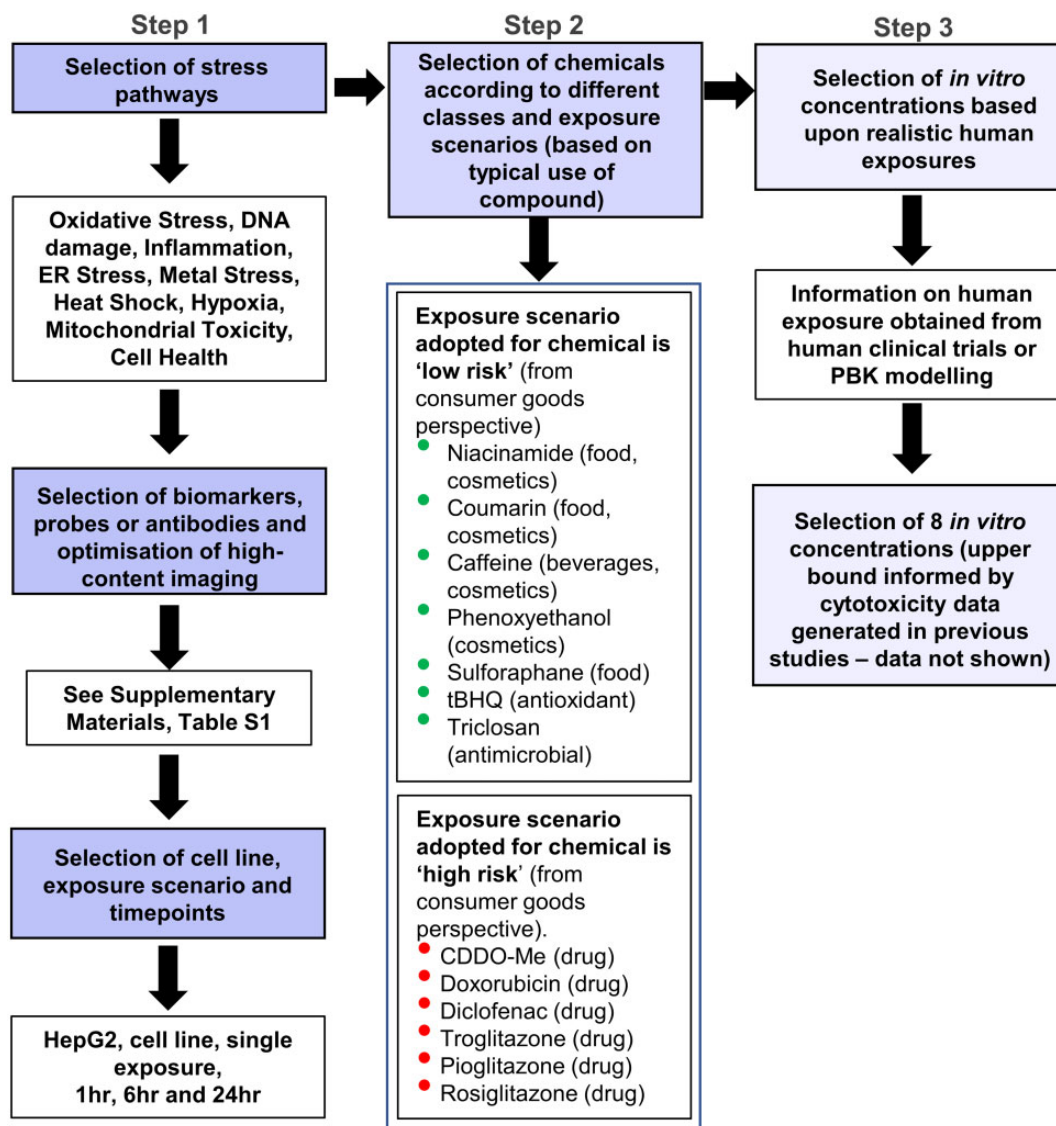 Step 1
Selection of stress
pathways
Oxidative Stress, DNA
damage, Inflammation,
ER Stress, Metal Stress,
Heat Shock, Hypoxia,
Mitochondrial Toxicity,
Cell Health
Selection of biomarkers,
probes or antibodies and
optimisation of high-
content imaging
See Supplementary
Materials, Table S1
Selection of cell line,
exposure scenario and
timepoints
HepG2, cell line, single
exposure,
1hr, 6hr and 24hr
Step 2
Selection of chemicals
according to different
classes and exposure
scenarios (based on
typical use of
compound)
Exposure scenario
adopted for chemical is
‘low risk’ (from
consumer goods
perspective)
Niacinamide (food,
cosmetics)
Coumarin (food,
cosmetics)
Caffeine (beverages,
cosmetics)
Phenoxyethanol
(cosmetics)
Sulforaphane (food)
tBHQ (antioxidant)
Triclosan
(antimicrobial)
Exposure scenario
adopted for chemical is
‘high risk’ (from
consumer goods
perspective).
CDDO-Me (drug)
Doxorubicin (drug)
Diclofenac (drug)
Troglitazone (drug)
Pioglitazone (drug)
Rosiglitazone (drug)
Step 3
Selection of in vitro
concentrations based
upon realistic human
exposures
Information on human
exposure obtained from
human clinical trials or
PBK modelling
Selection of 8 in vitro
concentrations (upper
bound informed by
cytotoxicity data
generated in previous
studies – data not shown)